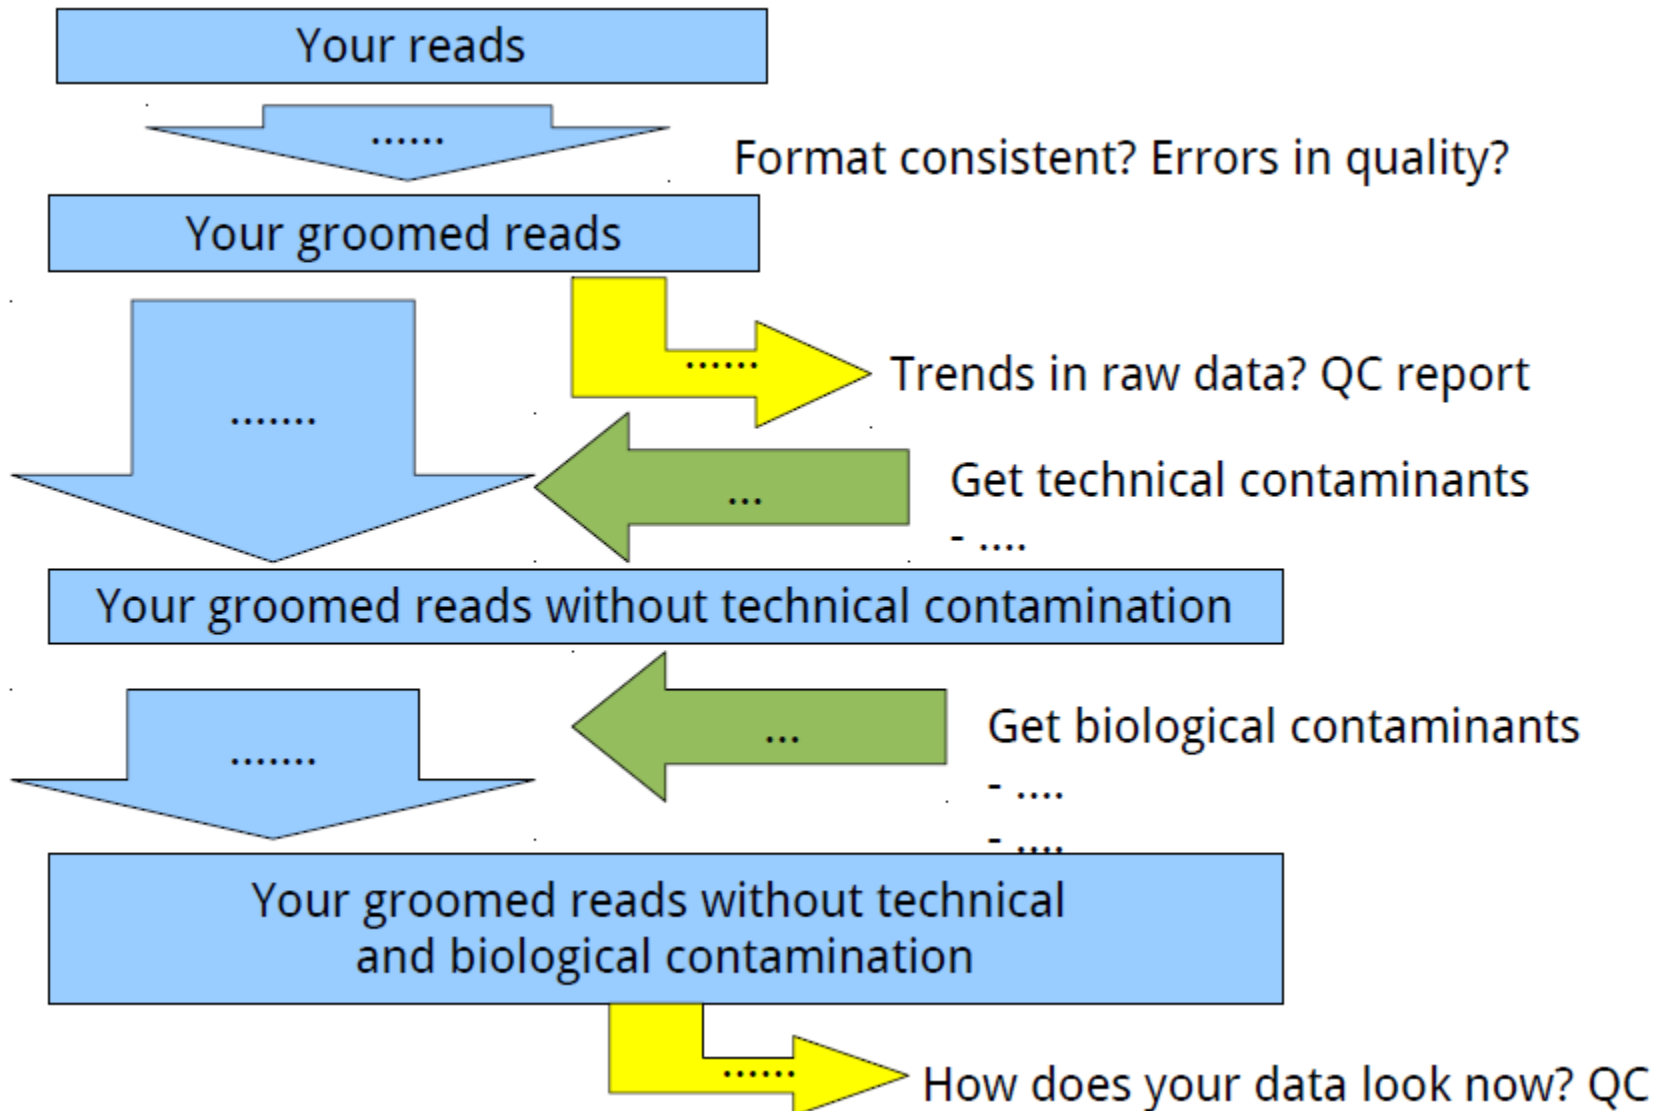 Your reads
......
Format consistent? Errors in quality?
Your groomed reads
......
Trends in raw data? QC report
.......
...
Get technical contaminants
- ....
Your groomed reads without technical contamination
.......
...
Get biological contaminants
- ....
- ....
Your groomed reads without technical
and biological contamination
......
How does your data look now? QC